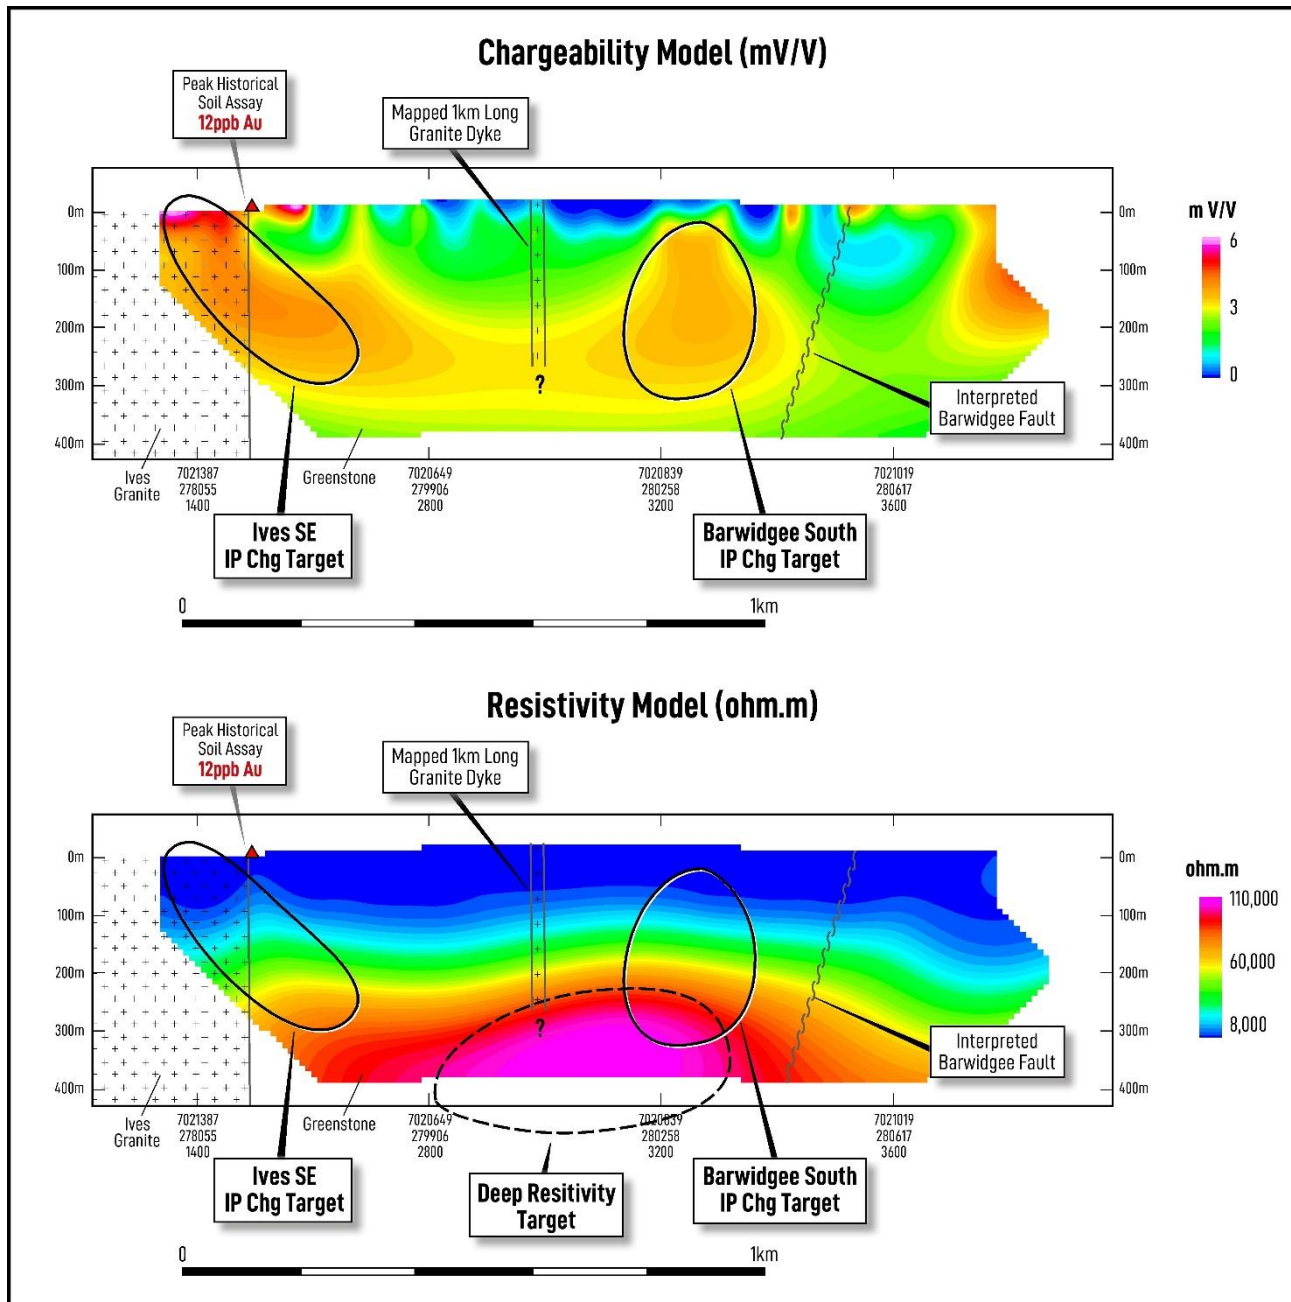 Chargeability Model (mV/V)
Peak Historical
Soil Assay
12ppb Au
Mapped 1km Long
Granite Dyke
0m
100m
200m
300m
400m
0m
100m
200m
300m
400m
m V/V
6
3
0
?
Interpreted
Barwidgee Fault
Ives
Granite
Greenstone
7021387
278055
1400
7020649
279906
2800
7020839
280258
3200
7021019
280617
3600
Ives SE
IP Chg Target
Barwidgee South
IP Chg Target
0
1km
Resistivity Model (ohm.m)
Peak Historical
Soil Assay
12ppb Au
Mapped 1km Long
Granite Dyke
0m
100m
200m
300m
400m
0m
100m
200m
300m
400m
ohm.m
110,000
60,000
8,000
?
Interpreted
Barwidgee Fault
Ives
Granite
Greenstone
7021387
278055
1400
7020649
279906
2800
7020839
280258
3200
7021019
280617
3600
Ives SE
IP Chg Target
Deep Resitivity
Target
Barwidgee South
IP Chg Target
0
1km